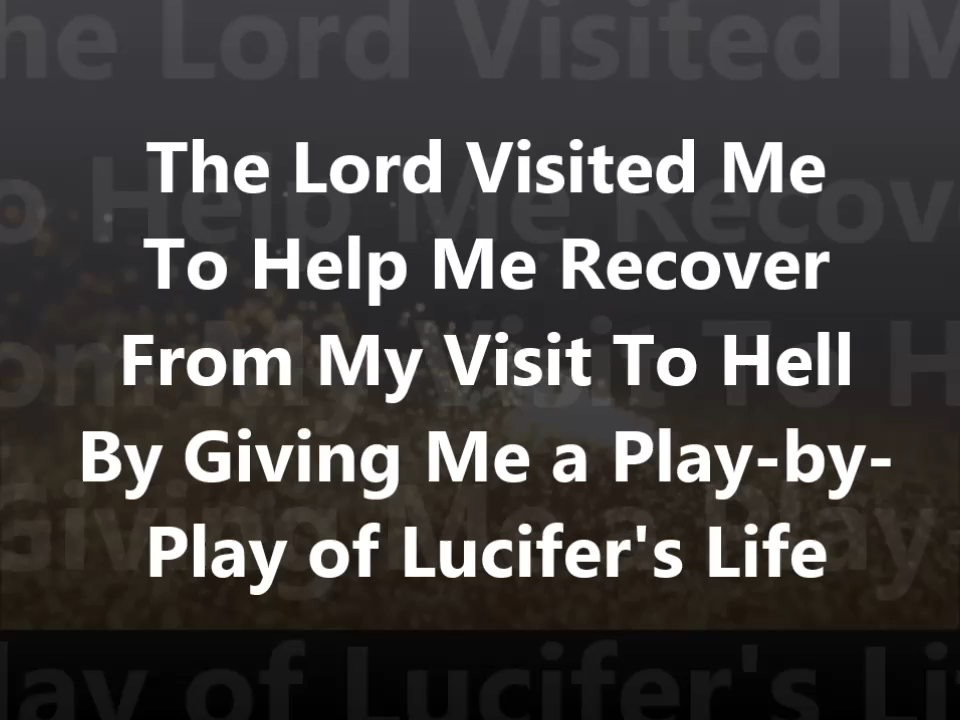 The Lord Visited Me
To Help Me Recover
From My Visit To Hell
By Giving Me a Play-by-
Play of Lucifer's Life